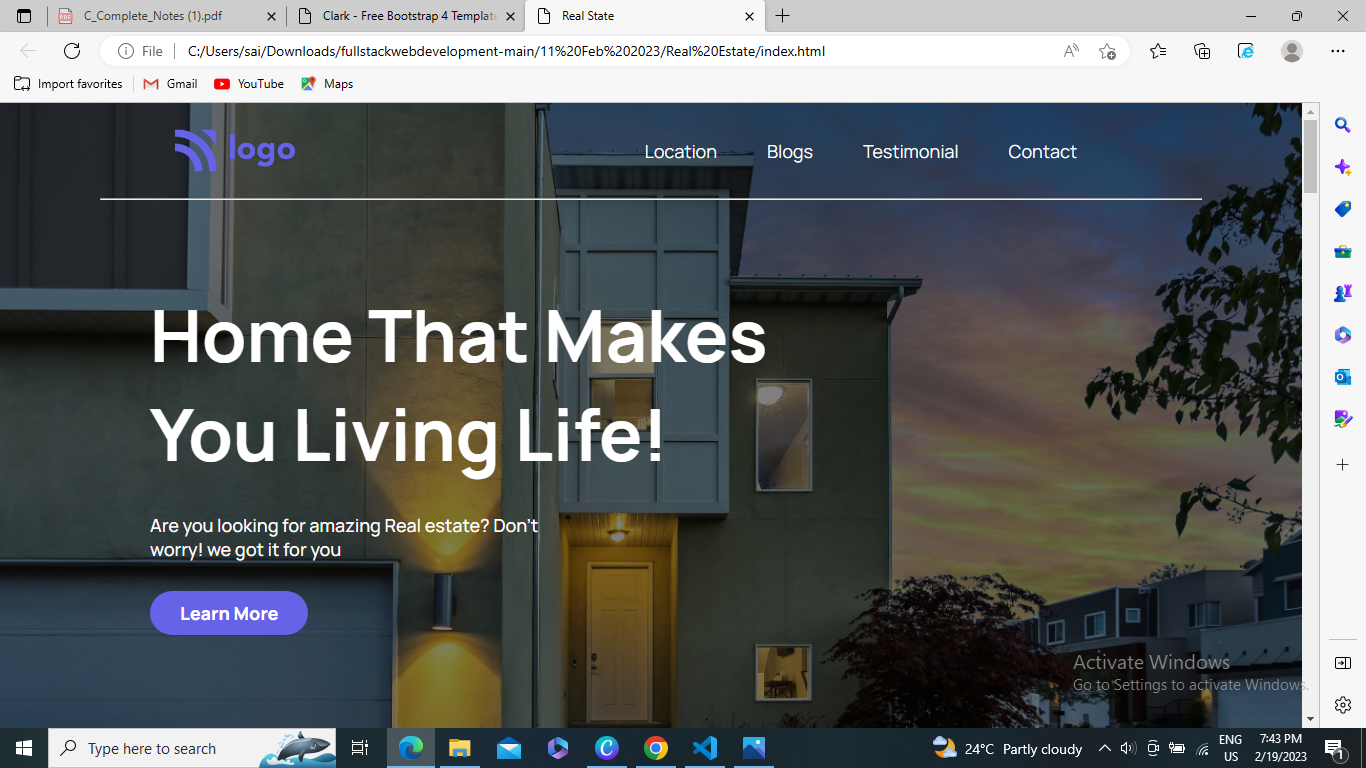 C_Complete_Notes (1).pdf
Clark - Free Bootstrap 4 Template
Real State
File
C:/Users/sai/Downloads/fullstackwebdevelopment-main/11%20Feb%202023/Real%20Estate/index.html
Import favorites
Gmail
YouTube
Maps
logo
Location
Blogs
Testimonial
Contact
Home That Makes
You Living Life!
Are you looking for amazing Real estate? Don't
worry! we got it for you
Learn More
Activate Windows
Go to Settings to activate Windows.
Type here to search
24°C Partly cloudy
ENG
US
7:43 PM
2/19/2023
1